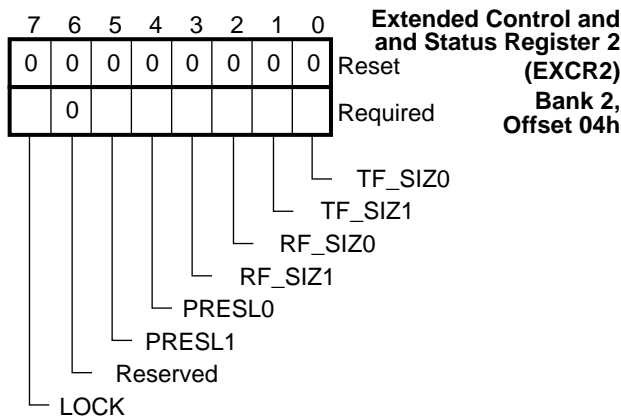 7 6 5 4 3 2 1 0
Extended Control and
and Status Register 2
(EXCR2)
Bank 2,
Offset 04h
0 0 0 0 0 0 0 0 Reset
0 Required
TF_SIZ0
TF_SIZ1
RF_SIZ0
RF_SIZ1
PRESL0
PRESL1
Reserved
LOCK